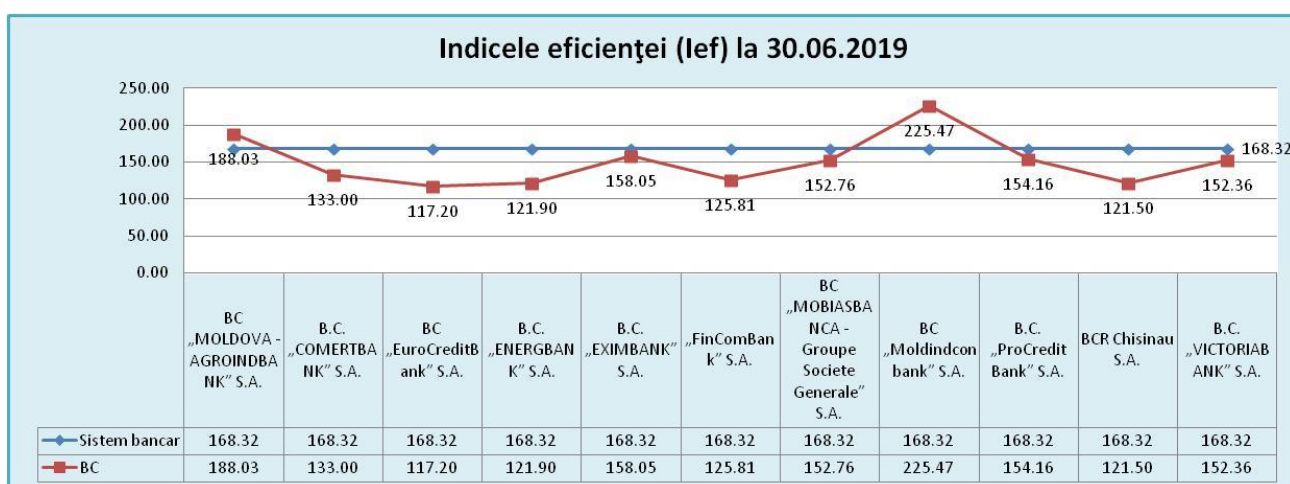 Indicele eficienţei (Ief) la 30.06.2019
250.00
200.00
150.00
100.00
50.00
0.00
188.03
133.00
117.20
121.90
158.05
125.81
152.76
225.47
154.16
121.50
152.36
168.32
BC
„MOLDOVA -
AGROINDBA
NK” S.A.
B.C.
„COMERTBA
NK” S.A.
BC
„EuroCreditB
ank” S.A.
B.C.
„ENERGBAN
K” S.A.
B.C.
„EXIMBANK”
S.A.
„FinComBan
k” S.A.
BC
„MOBIASBA
NCA -
Groupe
Societe
Generale”
S.A.
BC
„Moldindcon
bank” S.A.
B.C.
„ProCredit
Bank” S.A.
BCR Chisinau
S.A.
B.C.
„VICTORIAB
ANK” S.A.
Sistem bancar 168.32 168.32 168.32 168.32 168.32 168.32 168.32 168.32 168.32 168.32 168.32
BC 188.03 133.00 117.20 121.90 158.05 125.81 152.76 225.47 154.16 121.50 152.36